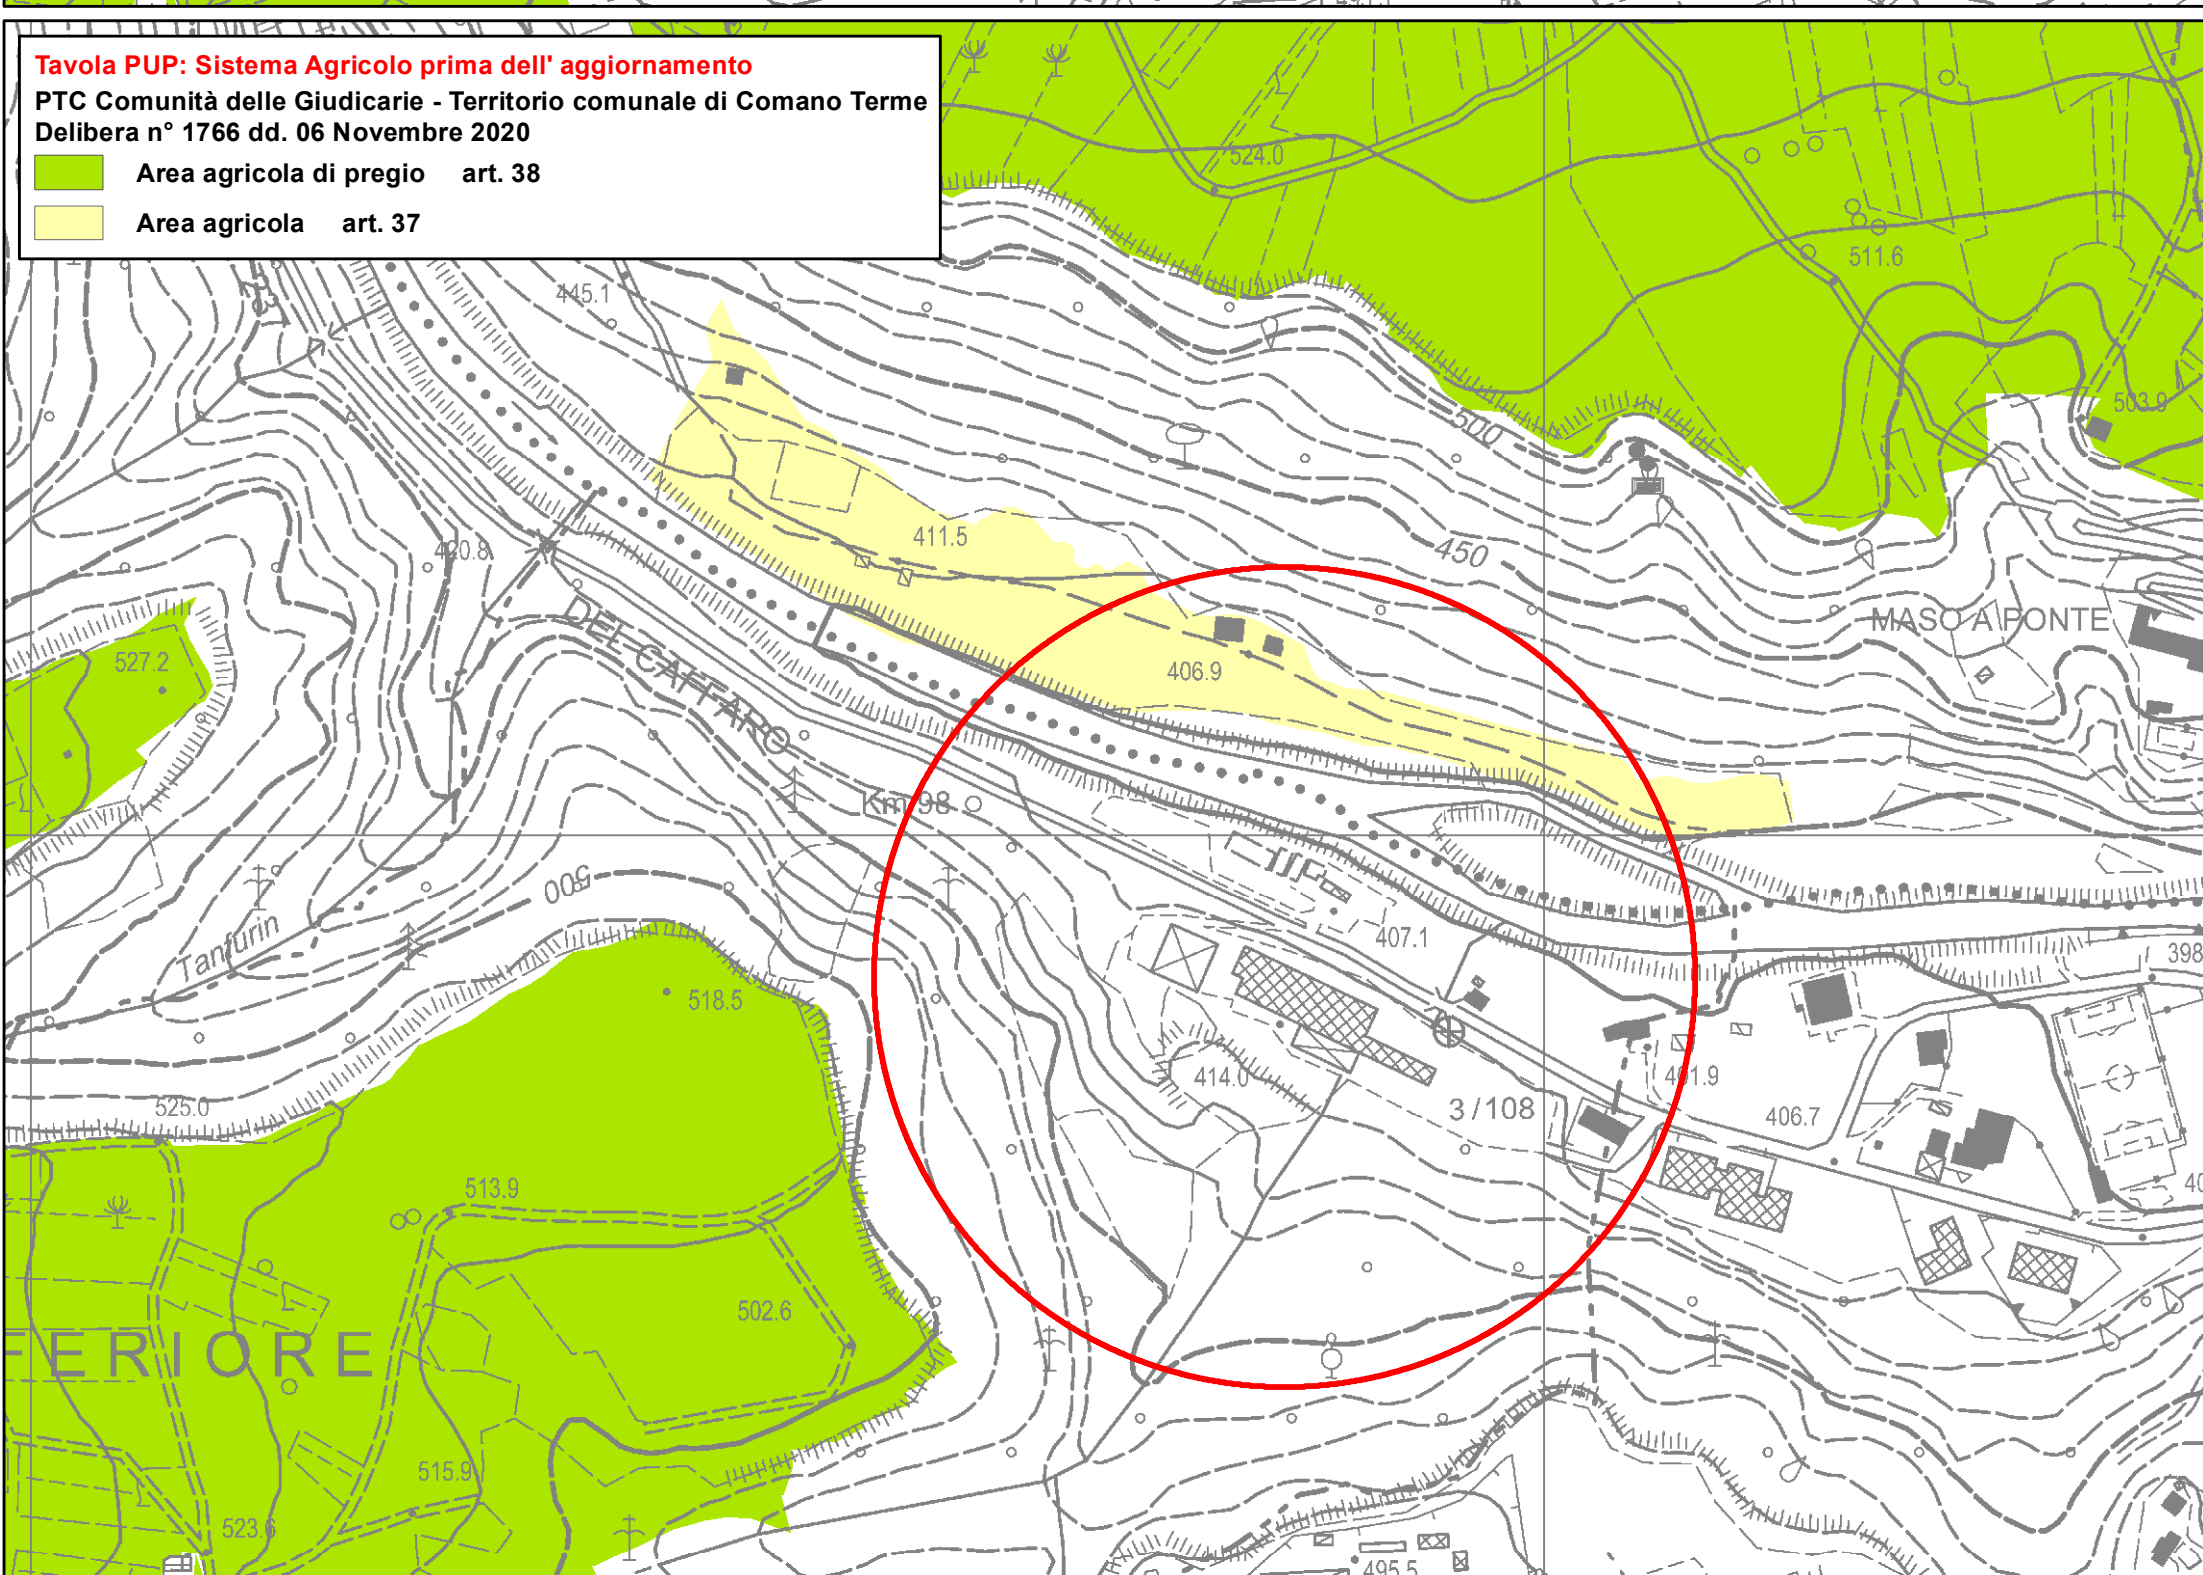 Tavola PUP: Sistema Agricolo prima dell' aggiornamento
PTC Comunità delle Giudicarie - Territorio comunale di Comano Terme
Delibera n° 1766 dd. 06 Novembre 2020
Area agricola di pregio art. 38
Area agricola art. 37
524.0
511.6
445.1
503.9
500
411.5
450
420.8
MASO A PONTE
DEL CAFFARO
527.2
406.9
Km 98
500
Tanfurin
407.1
398
518.5
414.0
401.9
525.0
3/108
406.7
513.9
40
502.6
FERIORE
515.9
523.6
495.5